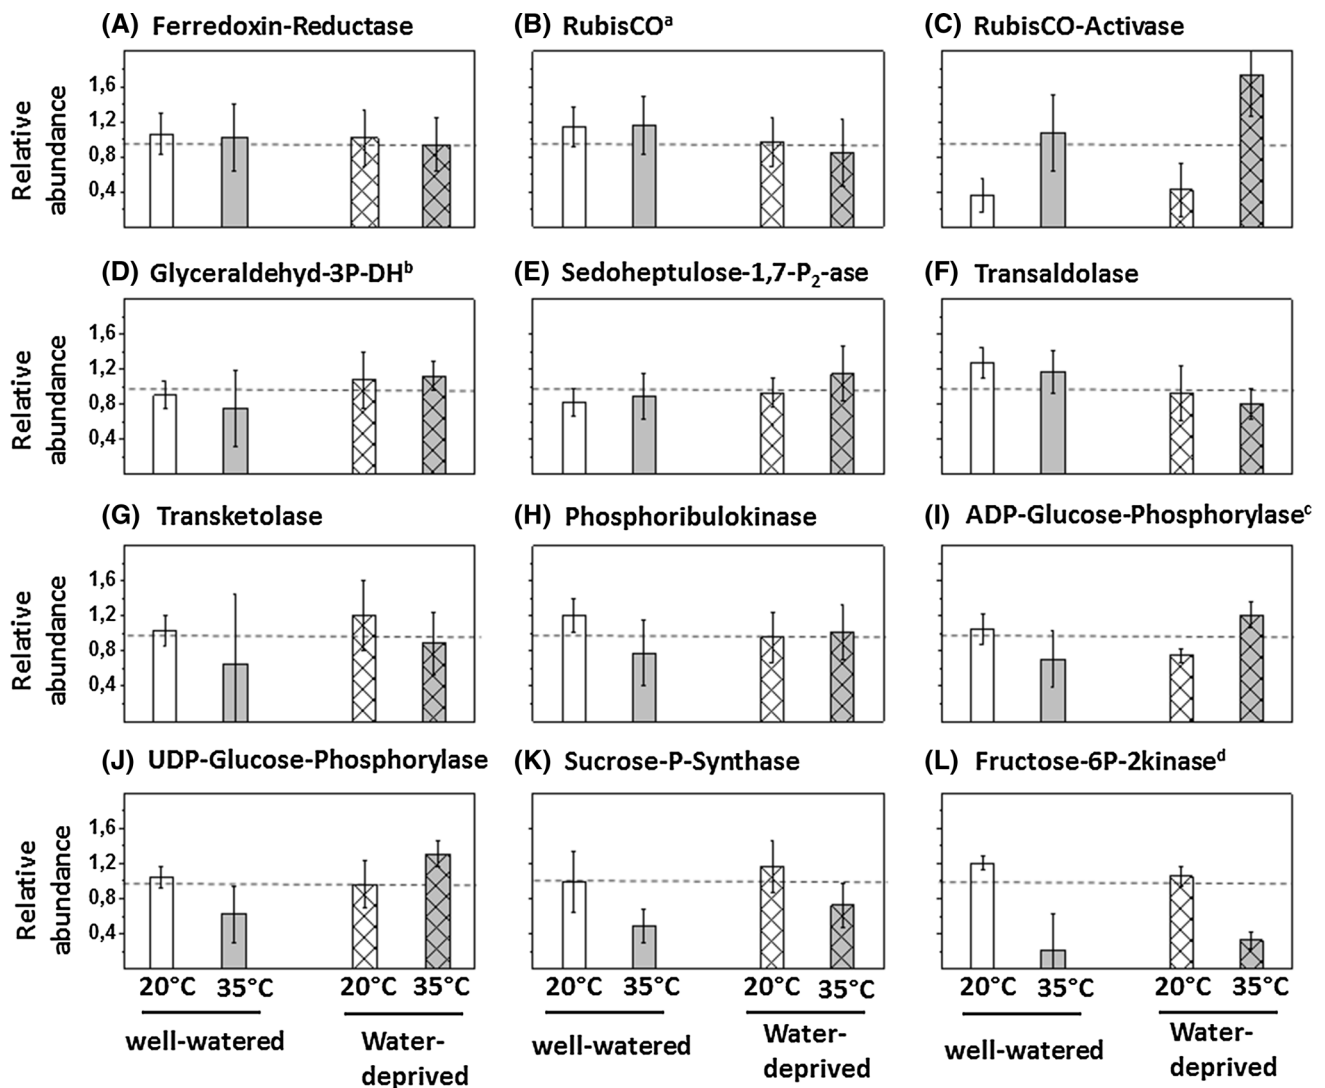 (A) Ferredoxin-Reductase
(B) RubisCOᵃ
(C) RubisCO-Activase
Relative
abundance
1,6
1,2
0,8
0,4
(D) Glyceraldehyd-3P-DHᵇ
(E) Sedoheptulose-1,7-P₂-ase
(F) Transaldolase
Relative
abundance
1,6
1,2
0,8
0,4
(G) Transketolase
(H) Phosphoribulokinase
(I) ADP-Glucose-Phosphorylaseᶜ
Relative
abundance
1,6
1,2
0,8
0,4
(J) UDP-Glucose-Phosphorylase
(K) Sucrose-P-Synthase
(L) Fructose-6P-2kinaseᵈ
Relative
abundance
1,6
1,2
0,8
0,4
20°C 35°C 20°C 35°C
well-watered
Water-
deprived
20°C 35°C 20°C 35°C
well-watered
Water-
deprived
20°C 35°C 20°C 35°C
well-watered
Water-
deprived